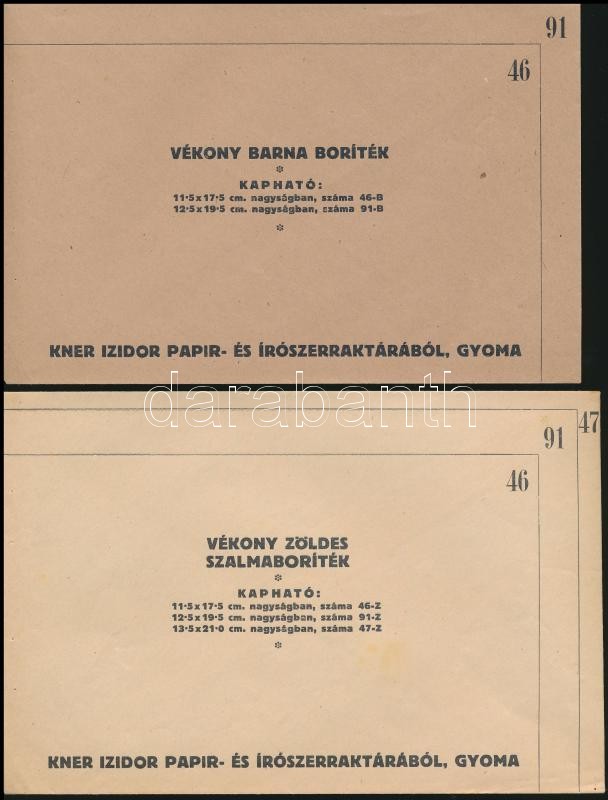 91
46
VÉKONY BARNA BORÍTÉK
*
KAPHATÓ:
11·5x17·5 cm. nagyságban, száma 46-B
12·5x19·5 cm. nagyságban, száma 91-B
*
KNER IZIDOR PAPIR- ÉS ÍRÓSZERRAKTÁRÁBÓL, GYOMA
darabanth
47
91
46
VÉKONY ZÖLDES
SZALMABORÍTÉK
*
KAPHATÓ:
11·5x17·5 cm. nagyságban, száma 46-Z
12·5x19·5 cm. nagyságban, száma 91-Z
13·5x21·0 cm. nagyságban, száma 47-Z
*
KNER IZIDOR PAPIR- ÉS ÍRÓSZERRAKTÁRÁBÓL, GYOMA